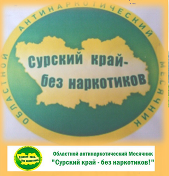 ОБЛАСТНОЙ АНТИНАРКОТИЧЕСКИЙ МЕСЯЧНИК
Сурский край-
без наркотиков
Областной антинаркотический Месячник
"Сурский край - без наркотиков!"